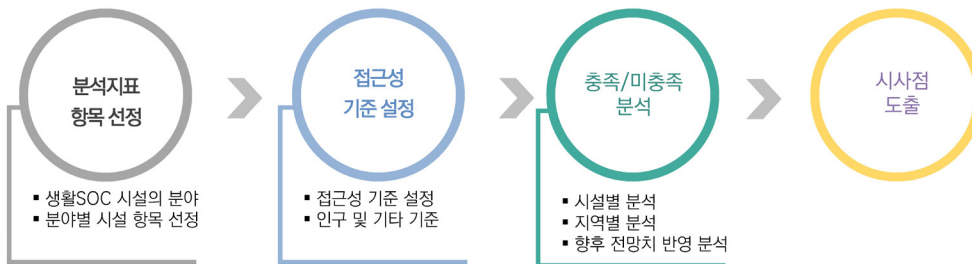 분석지표
항목 선정
▪ 생활SOC 시설의 분야
▪ 분야별 시설 항목 선정
접근성
기준 설정
▪ 접근성 기준 설정
▪ 인구 및 기타 기준
충족/미충족
분석
▪ 시설별 분석
▪ 지역별 분석
▪ 향후 전망치 반영 분석
시사점
도출